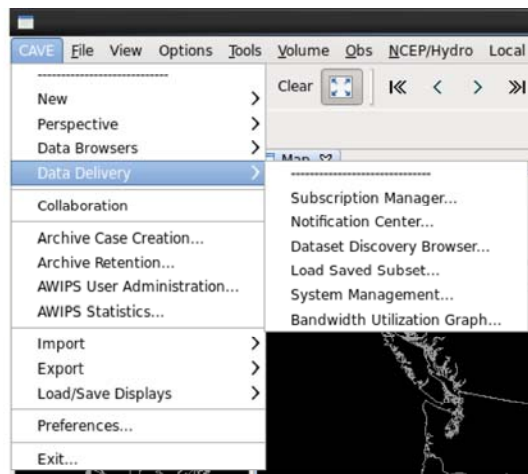 CAVE File View Options Tools Volume Obs NCEP/Hydro Local
Clear
Map
New
Perspective
Data Browsers
Data Delivery
Collaboration
Archive Case Creation...
Archive Retention...
AWIPS User Administration...
AWIPS Statistics...
Import
Export
Load/Save Displays
Preferences...
Exit...
Subscription Manager...
Notification Center...
Dataset Discovery Browser...
Load Saved Subset...
System Management...
Bandwidth Utilization Graph...